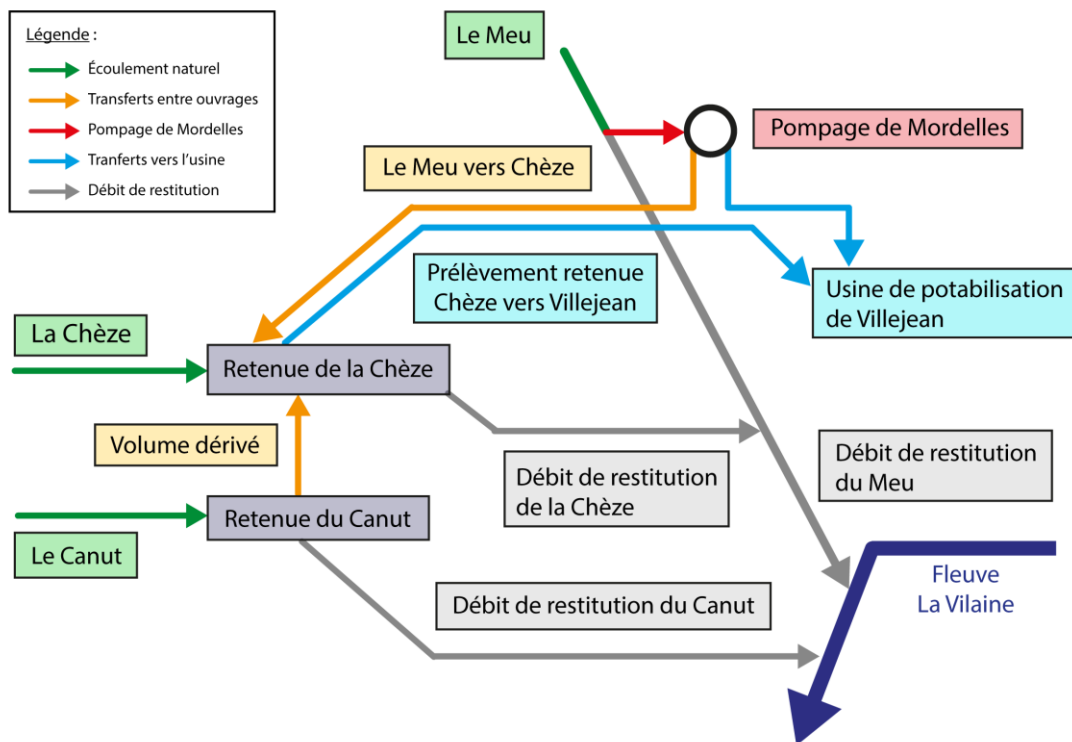 Légende :
Écoulement naturel
Transferts entre ouvrages
Pompage de Mordelles
Tranferts vers l'usine
Débit de restitution
Le Meu
Pompage de Mordelles
Le Meu vers Chèze
Prélèvement retenue
Chèze vers Villejean
Usine de potabilisation
de Villejean
La Chèze
Retenue de la Chèze
Volume dérivé
Débit de restitution
de la Chèze
Débit de restitution
du Meu
Retenue du Canut
Le Canut
Débit de restitution du Canut
Fleuve
La Vilaine